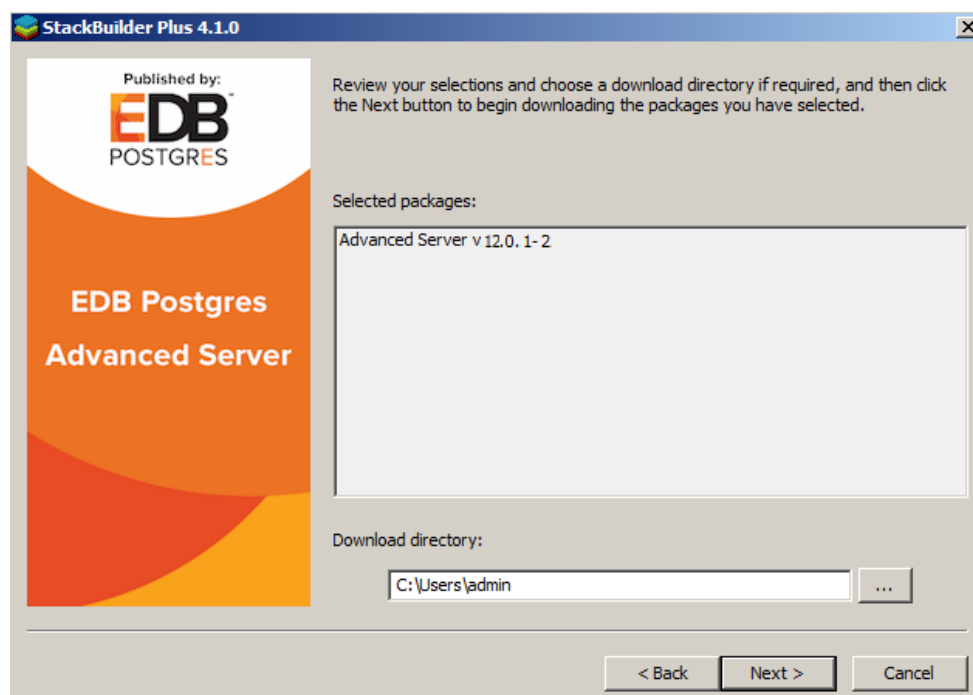 StackBuilder Plus 4.1.0
Published by:
EDB™
POSTGRES
EDB Postgres
Advanced Server
Review your selections and choose a download directory if required, and then click
the Next button to begin downloading the packages you have selected.
Selected packages:
Advanced Server v 12.0. 1- 2
Download directory:
C:\Users\admin
...
< Back
Next >
Cancel